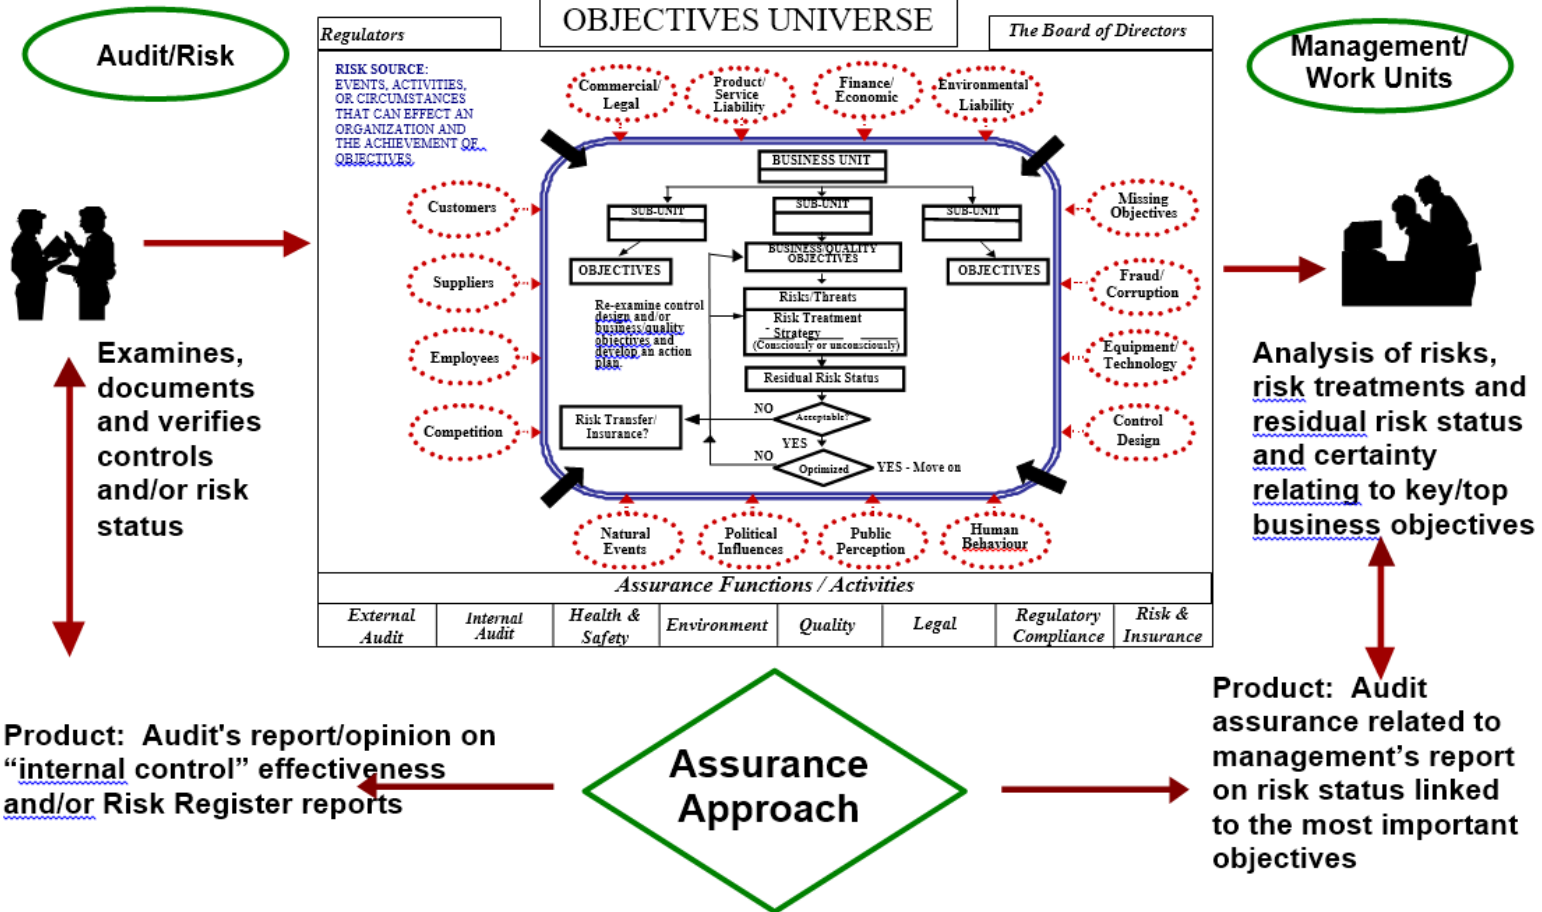 OBJECTIVES UNIVERSE
Audit/Risk
Regulators
The Board of Directors
Management/
Work Units
RISK SOURCE:
EVENTS, ACTIVITIES,
OR CIRCUMSTANCES
THAT CAN EFFECT AN
ORGANIZATION AND
THE ACHIEVEMENT OF
OBJECTIVES.
Commercial/
Legal
Product/
Service
Liability
Finance/
Economic
Environmental
Liability
Customers
Suppliers
Employees
Competition
BUSINESS UNIT
SUB-UNIT
SUB-UNIT
SUB-UNIT
OBJECTIVES
BUSINESS/QUALITY
OBJECTIVES
OBJECTIVES
Re-examine control
design and/or
business/quality
objectives and
develop an action
plan.
Risks/Threats
Risk Treatment
- Strategy
(Consciously or unconsciously)
Residual Risk Status
Risk Transfer/
Insurance?
NO
Acceptable?
YES
NO
Optimized
YES - Move on
Missing
Objectives
Fraud/
Corruption
Equipment/
Technology
Control
Design
Natural
Events
Political
Influences
Public
Perception
Human
Behaviour
Assurance Functions / Activities
External
Audit
Internal
Audit
Health &
Safety
Environment
Quality
Legal
Regulatory
Compliance
Risk &
Insurance
Examines,
documents
and verifies
controls
and/or risk
status
Analysis of risks,
risk treatments and
residual risk status
and certainty
relating to key/top
business objectives
Product:  Audit's report/opinion on
“internal control” effectiveness
and/or Risk Register reports
Assurance
Approach
Product:  Audit
assurance related to
management’s report
on risk status linked
to the most important
objectives